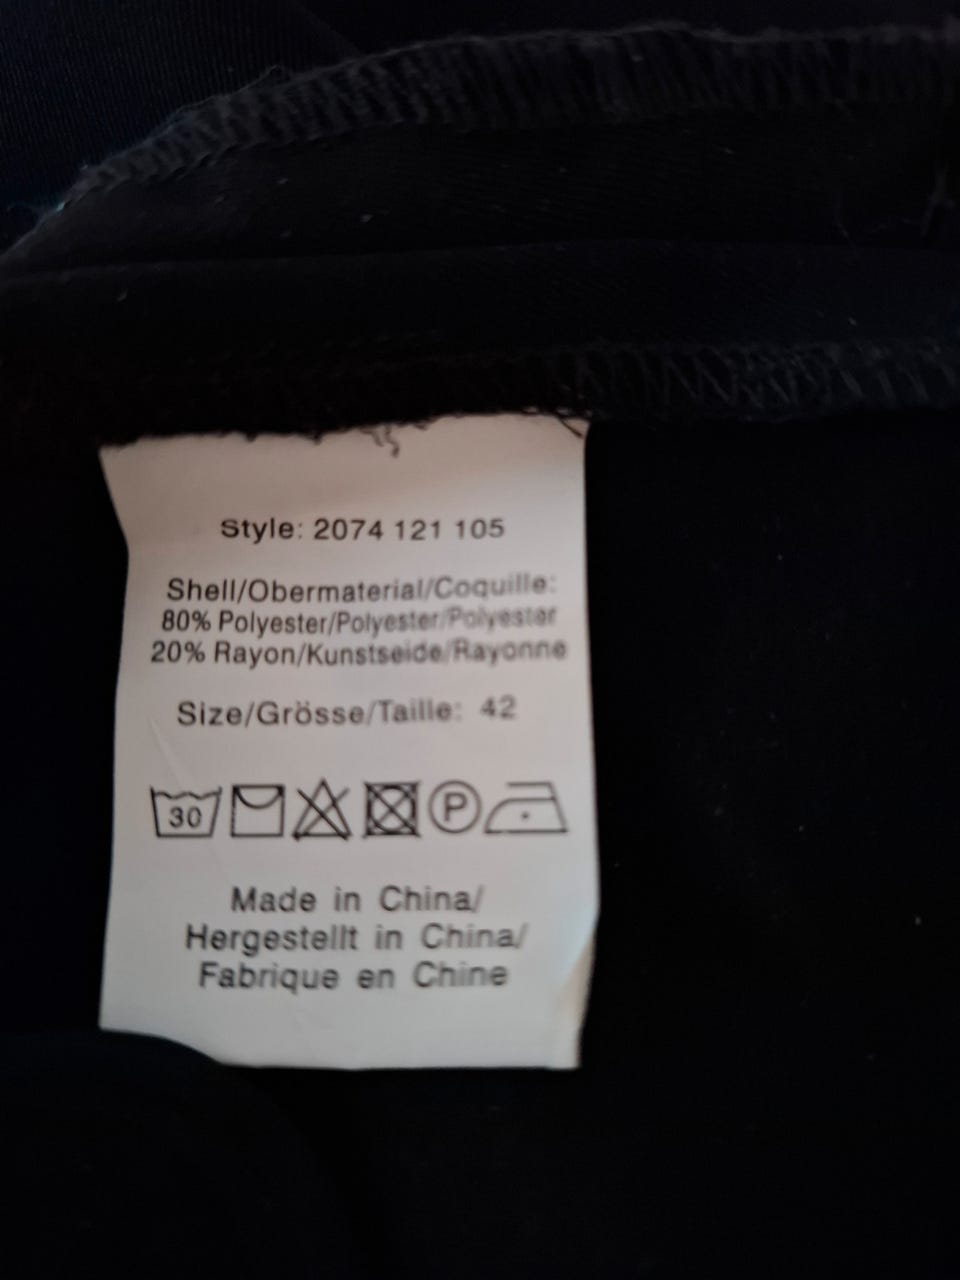 Style: 2074 121 105
Shell/Obermaterial/Coquille:
80% Polyester/Polyester/Polyester
20% Rayon/Kunstseide/Rayonne
Size/Grösse/Taille: 42
30 P
Made in China/
Hergestellt in China/
Fabrique en Chine